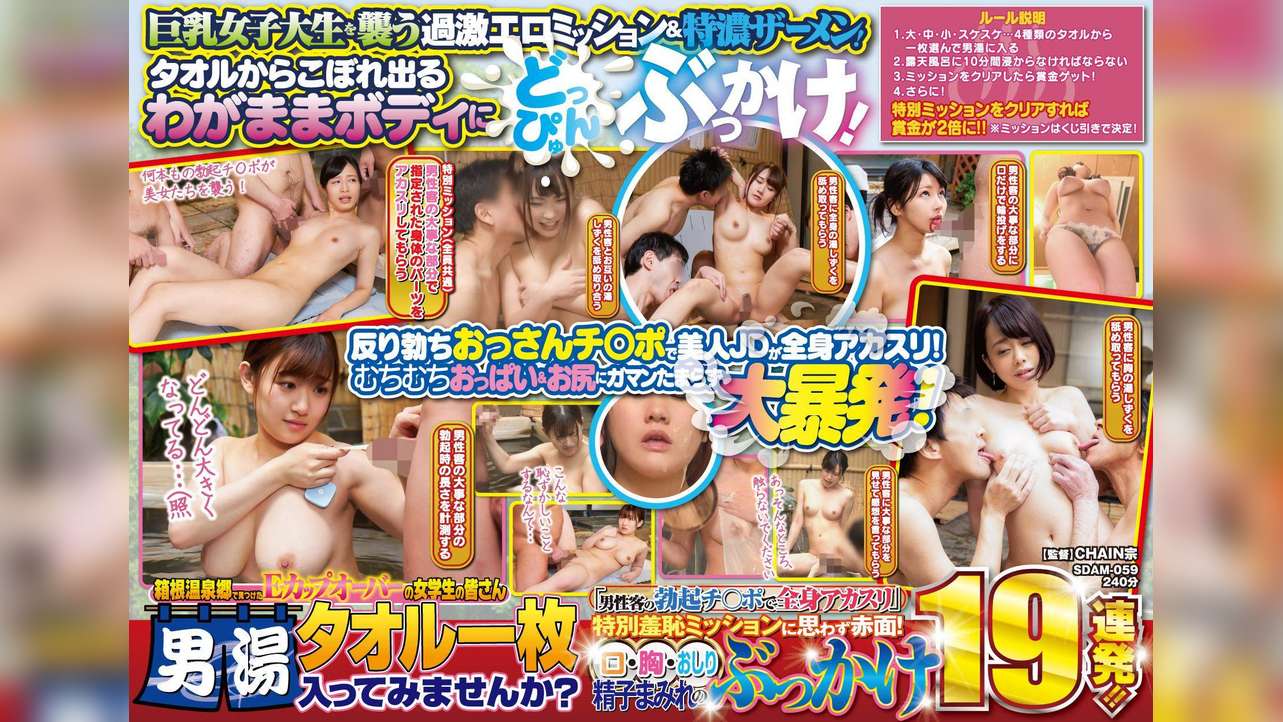 巨乳女子大生を襲う過激エロミッション&特濃ザーメン!
タオルからこぼれ出る
わがままボディに
どっぴゅん
ぶっかけ!
ルール説明
1.大・中・小・スケスケ…4種類のタオルから
一枚選んで男湯に入る
2.露天風呂に10分間浸からなければならない
3.ミッションをクリアしたら賞金ゲット!
4.さらに!
特別ミッションをクリアすれば
賞金が2倍に!! ※ミッションはくじ引きで決定!
何本もの勃起チ〇ポが
美女たちを襲う!
特別ミッション(全員共通)
男性客の大事な部分で
指定された身体のパーツを
アカスリしてもらう
男性客とお互いの湯
しずくを舐め取り合う
男性客に全身の湯しずくを
舐め取ってもらう
男性客の大事な部分に
口だけで輪投げをする
反り勃ちおっさんチ〇ポで美人JDが全身アカスリ!
むちむちおっぱい&お尻にガマンたまらず
大暴発!
男性客に胸の湯しずくを
舐め取ってもらう
どんどん大きく
なってる…(照
男性客の大事な部分の
勃起時の長さを計測する
こんな
恥ずかしいこと
するなんて…
あっそんなところ、
触らないでください
男性客に大事な部分を
見せて感想を言ってもらう
【監督】CHAIN宗
SDAM-059
240分
箱根温泉郷で見つけたEカップオーバーの女学生の皆さん
男湯
タオル一枚
入ってみませんか?
「男性客の勃起チ〇ポで全身アカスリ」
特別羞恥ミッションに思わず赤面!
口・胸・おしり
精子まみれの
ぶっかけ
19連発!!!